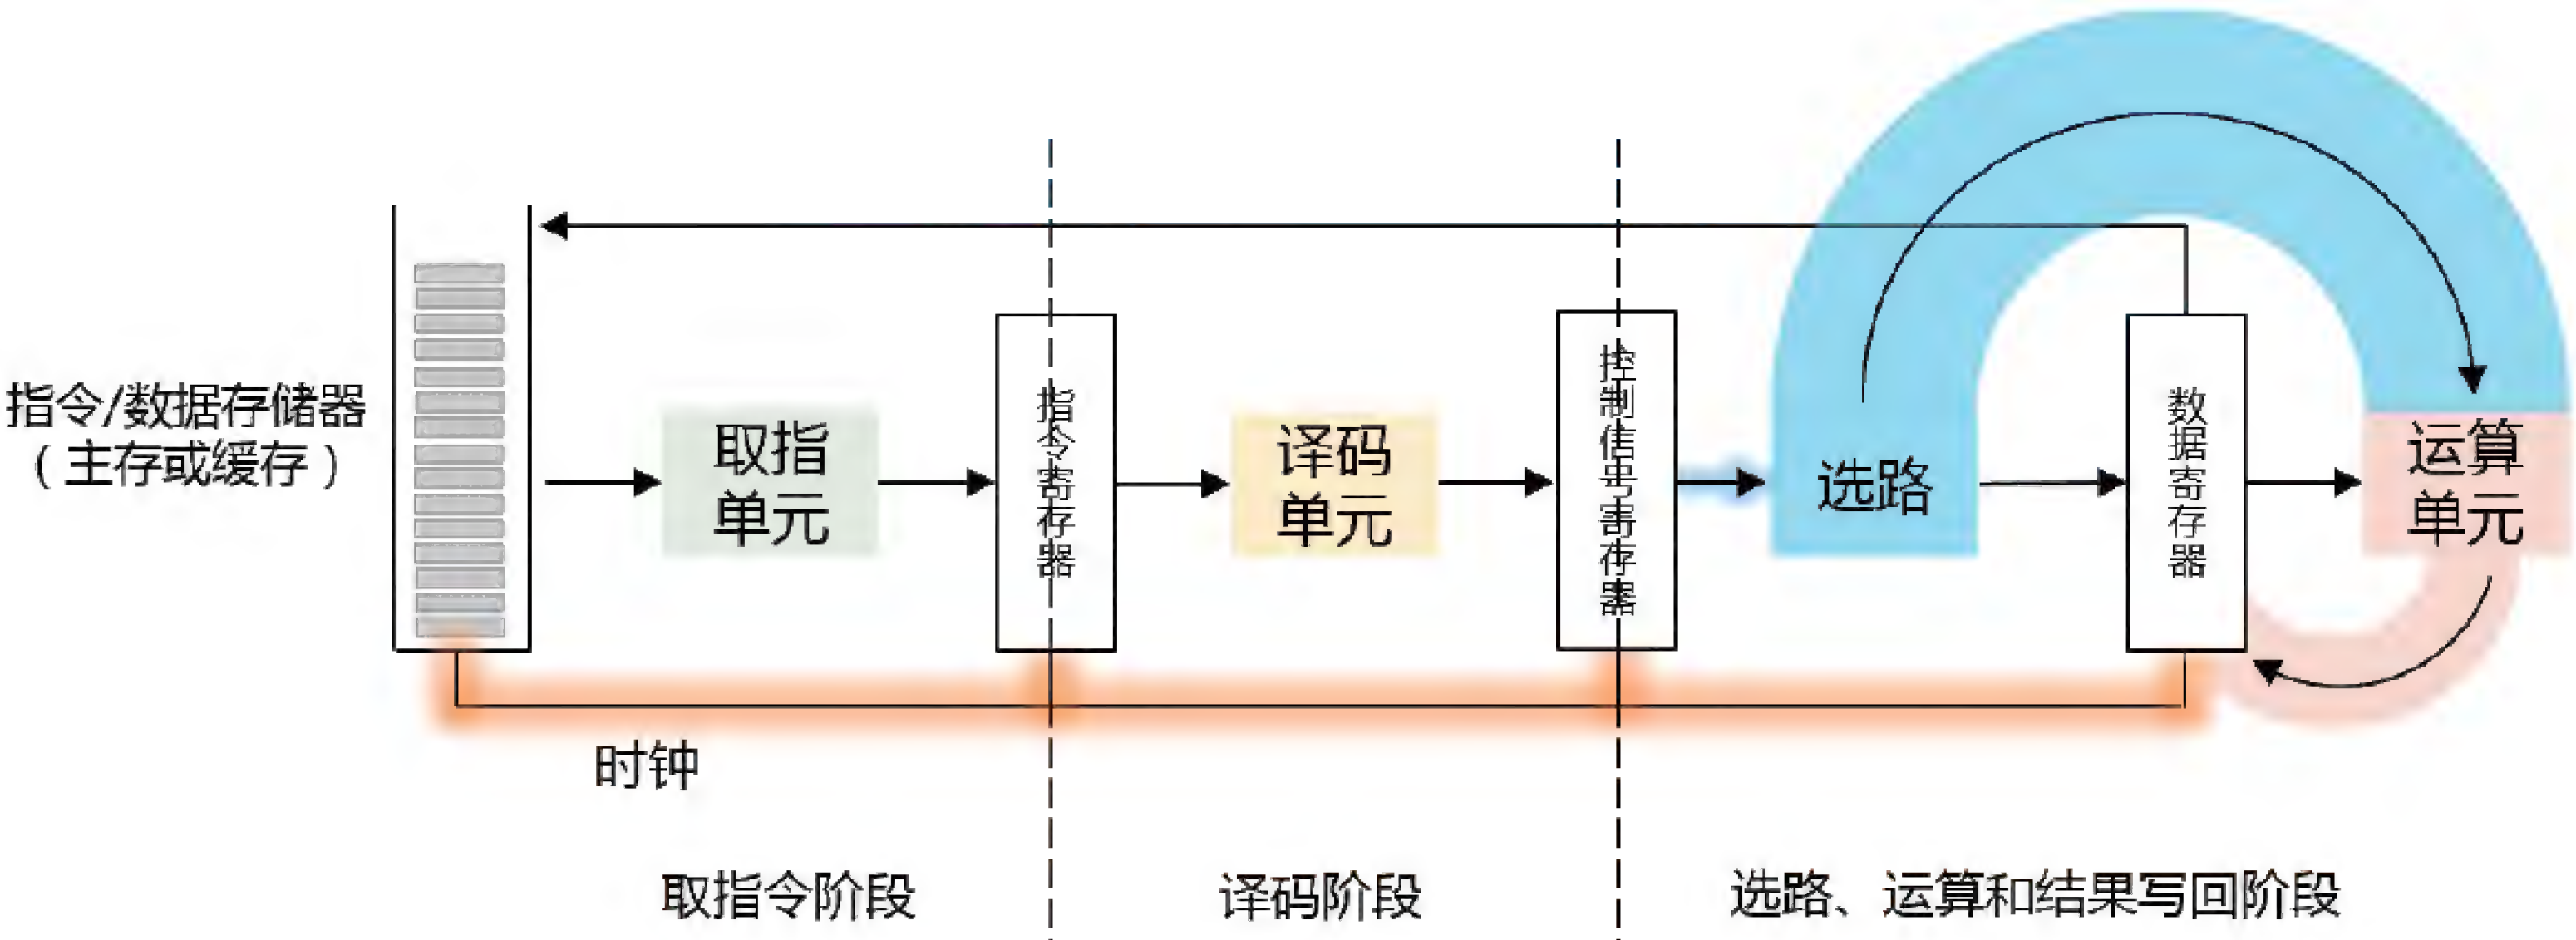 指令/数据存储器
（主存或缓存）
取指
单元
指令寄存器
译码
单元
控制信号寄存器
选路
数据寄存器
运算
单元
时钟
取指令阶段
译码阶段
选路、运算和结果写回阶段